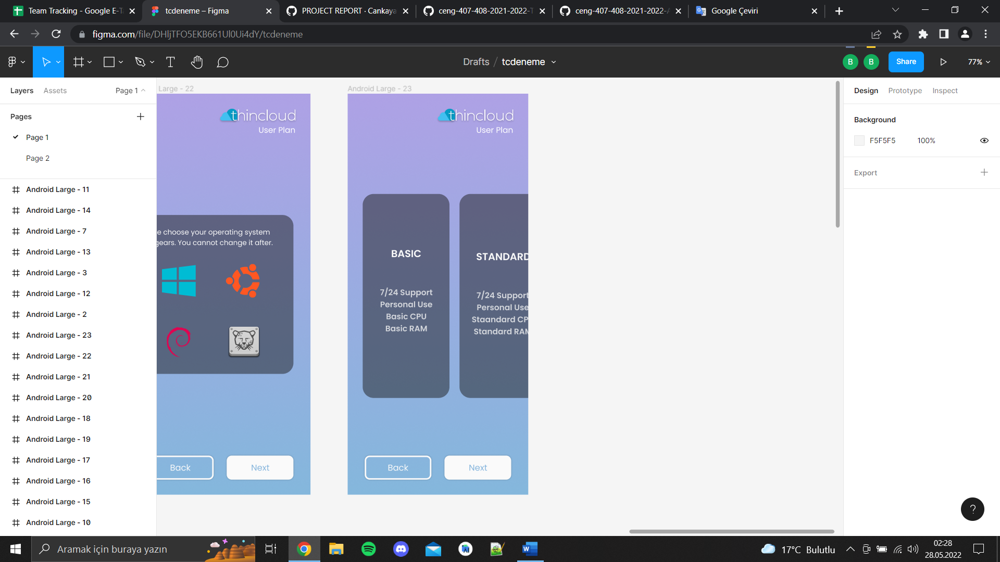 Team Tracking - Google E-T
tcdeneme – Figma
PROJECT REPORT · Cankaya
ceng-407-408-2021-2022-T
ceng-407-408-2021-2022-A
Google Çeviri
figma.com/file/DHljTFO5EKB661Ul0Ui4dY/tcdeneme
Drafts / tcdeneme
B
B
Share
77%
Layers
Assets
Page 1
Pages
Page 1
Page 2
Android Large - 11
Android Large - 14
Android Large - 7
Android Large - 13
Android Large - 3
Android Large - 12
Android Large - 2
Android Large - 23
Android Large - 22
Android Large - 21
Android Large - 20
Android Large - 18
Android Large - 19
Android Large - 17
Android Large - 16
Android Large - 15
Android Large - 10
Large - 22
thincloud
User Plan
e choose your operating system
gears. You cannot change it after.
Back
Next
Android Large - 23
thincloud
User Plan
BASIC
7/24 Support
Personal Use
Basic CPU
Basic RAM
STANDARD
7/24 Support
Personal Use
Staandard CP
Standard RAM
Back
Next
Design
Prototype
Inspect
Background
F5F5F5
100%
Export
?
Aramak için buraya yazın
17°C Bulutlu
02:28
28.05.2022